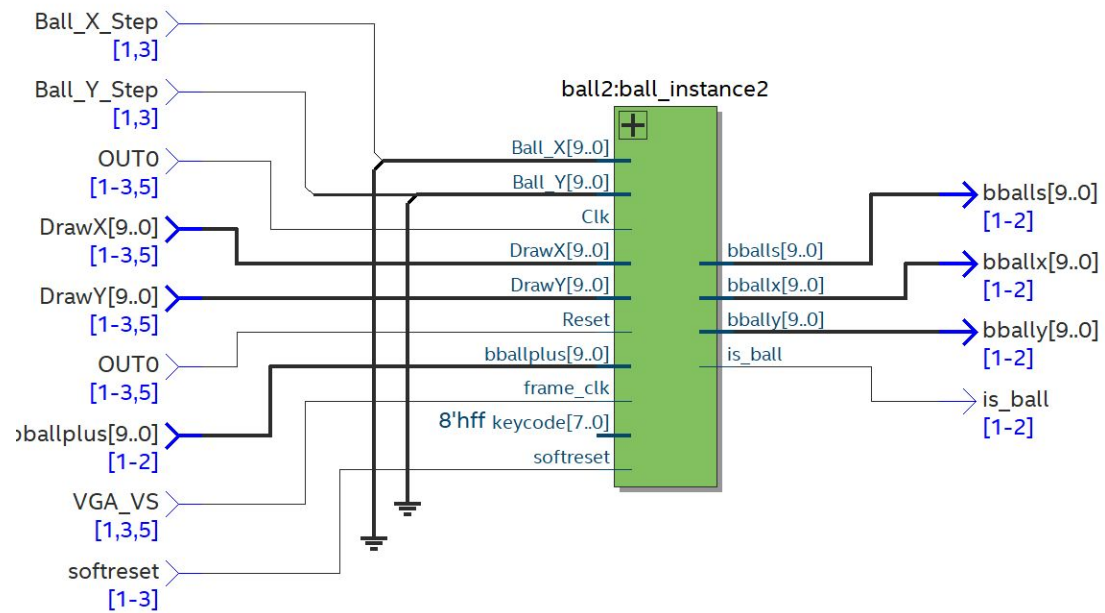 Ball_X_Step
[1,3]
Ball_Y_Step
[1,3]
OUT0
[1-3,5]
DrawX[9..0]
[1-3,5]
DrawY[9..0]
[1-3,5]
OUT0
[1-3,5]
bballplus[9..0]
[1-2]
VGA_VS
[1,3,5]
softreset
[1-3]
ball2:ball_instance2
Ball_X[9..0]
Ball_Y[9..0]
Clk
DrawX[9..0]
DrawY[9..0]
Reset
bballplus[9..0]
frame_clk
8'hff keycode[7..0]
softreset
bballs[9..0]
bballx[9..0]
bbally[9..0]
is_ball
bballs[9..0]
[1-2]
bballx[9..0]
[1-2]
bbally[9..0]
[1-2]
is_ball
[1-2]